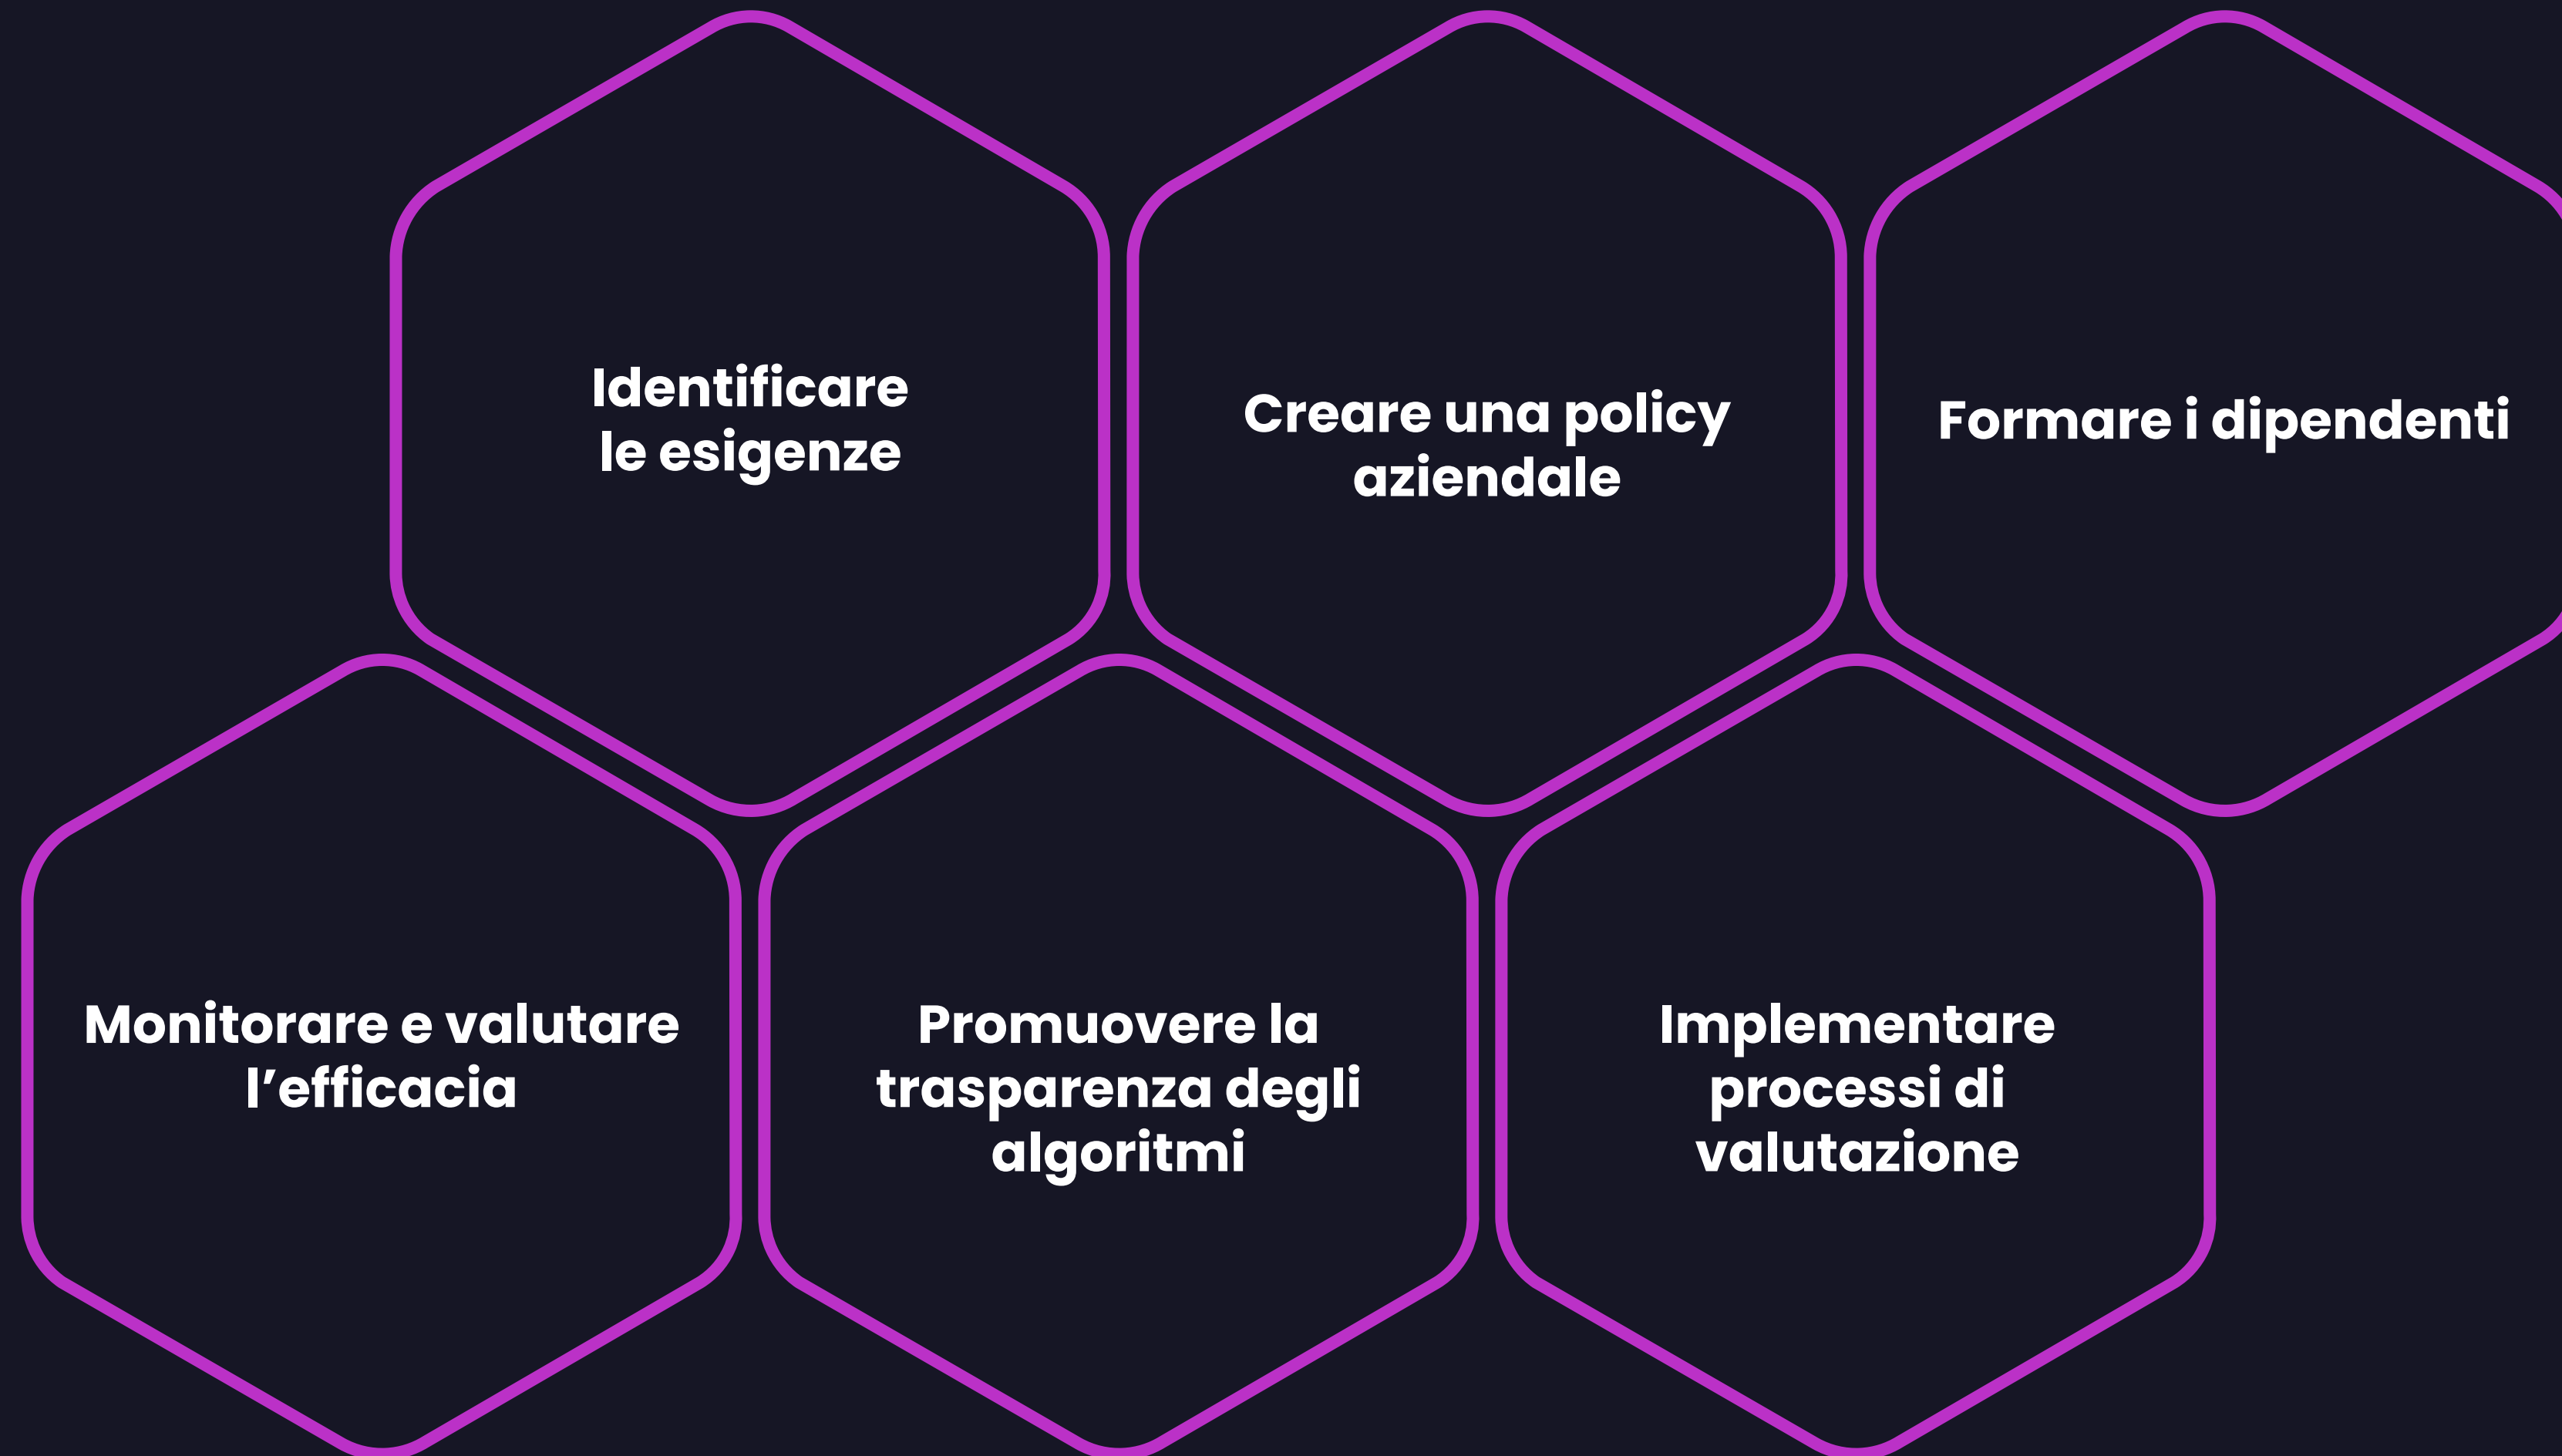 Identificare
le esigenze
Creare una policy
aziendale
Formare i dipendenti
Monitorare e valutare
l’efficacia
Promuovere la
trasparenza degli
algoritmi
Implementare
processi di
valutazione